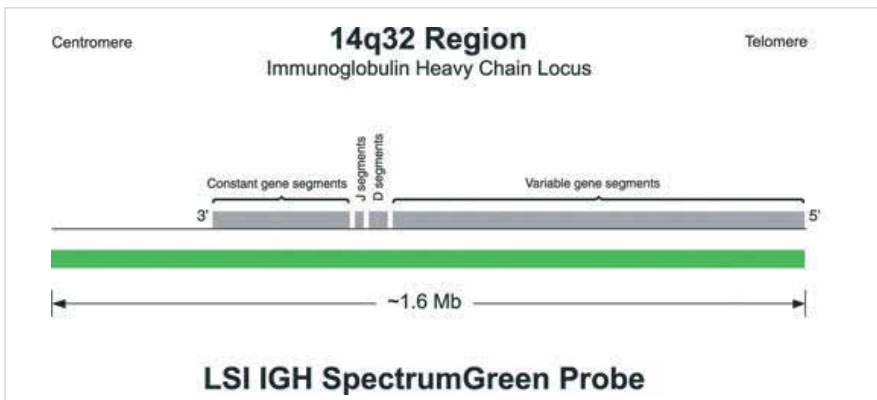 Centromere
14q32 Region
Telomere
Immunoglobulin Heavy Chain Locus
Constant gene segments
J segments
D segments
Variable gene segments
3'
5'
~1.6 Mb
LSI IGH SpectrumGreen Probe